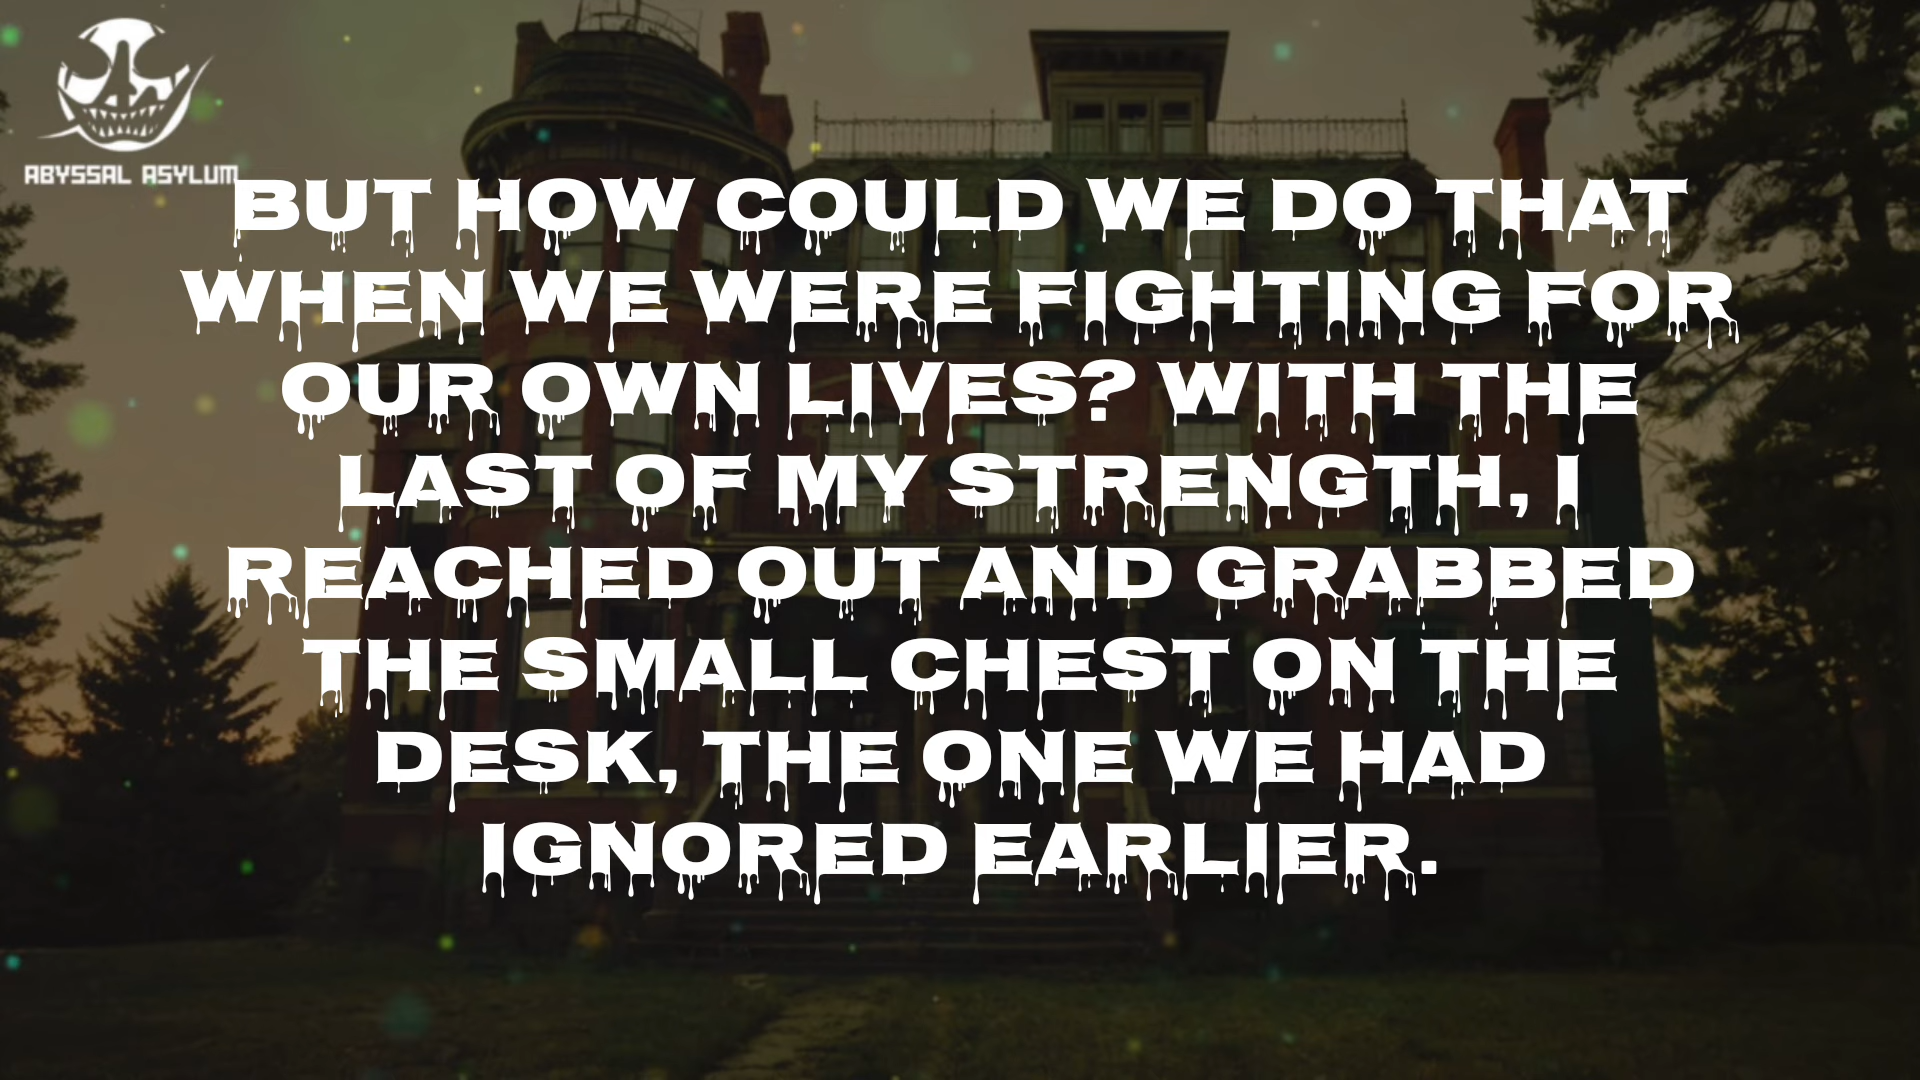 ABYSSAL ASYLUM
BUT HOW COULD WE DO THAT
WHEN WE WERE FIGHTING FOR
OUR OWN LIVES? WITH THE
LAST OF MY STRENGTH, I
REACHED OUT AND GRABBED
THE SMALL CHEST ON THE
DESK, THE ONE WE HAD
IGNORED EARLIER.